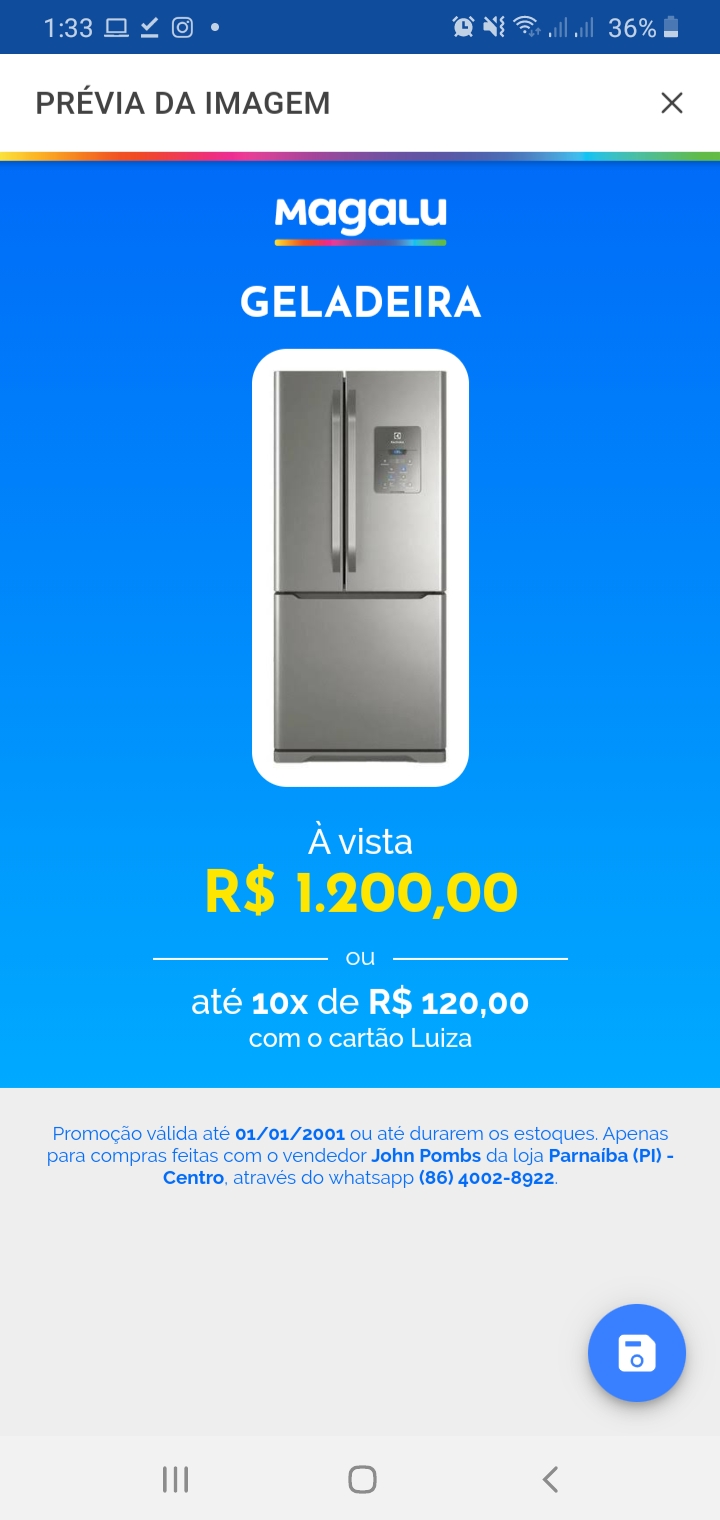 1:33
36%
PRÉVIA DA IMAGEM
Magalu
GELADEIRA
À vista
R$ 1.200,00
ou
até 10x de R$ 120,00
com o cartão Luiza
Promoção válida até 01/01/2001 ou até durarem os estoques. Apenas
para compras feitas com o vendedor John Pombs da loja Parnaíba (PI) -
Centro, através do whatsapp (86) 4002-8922.